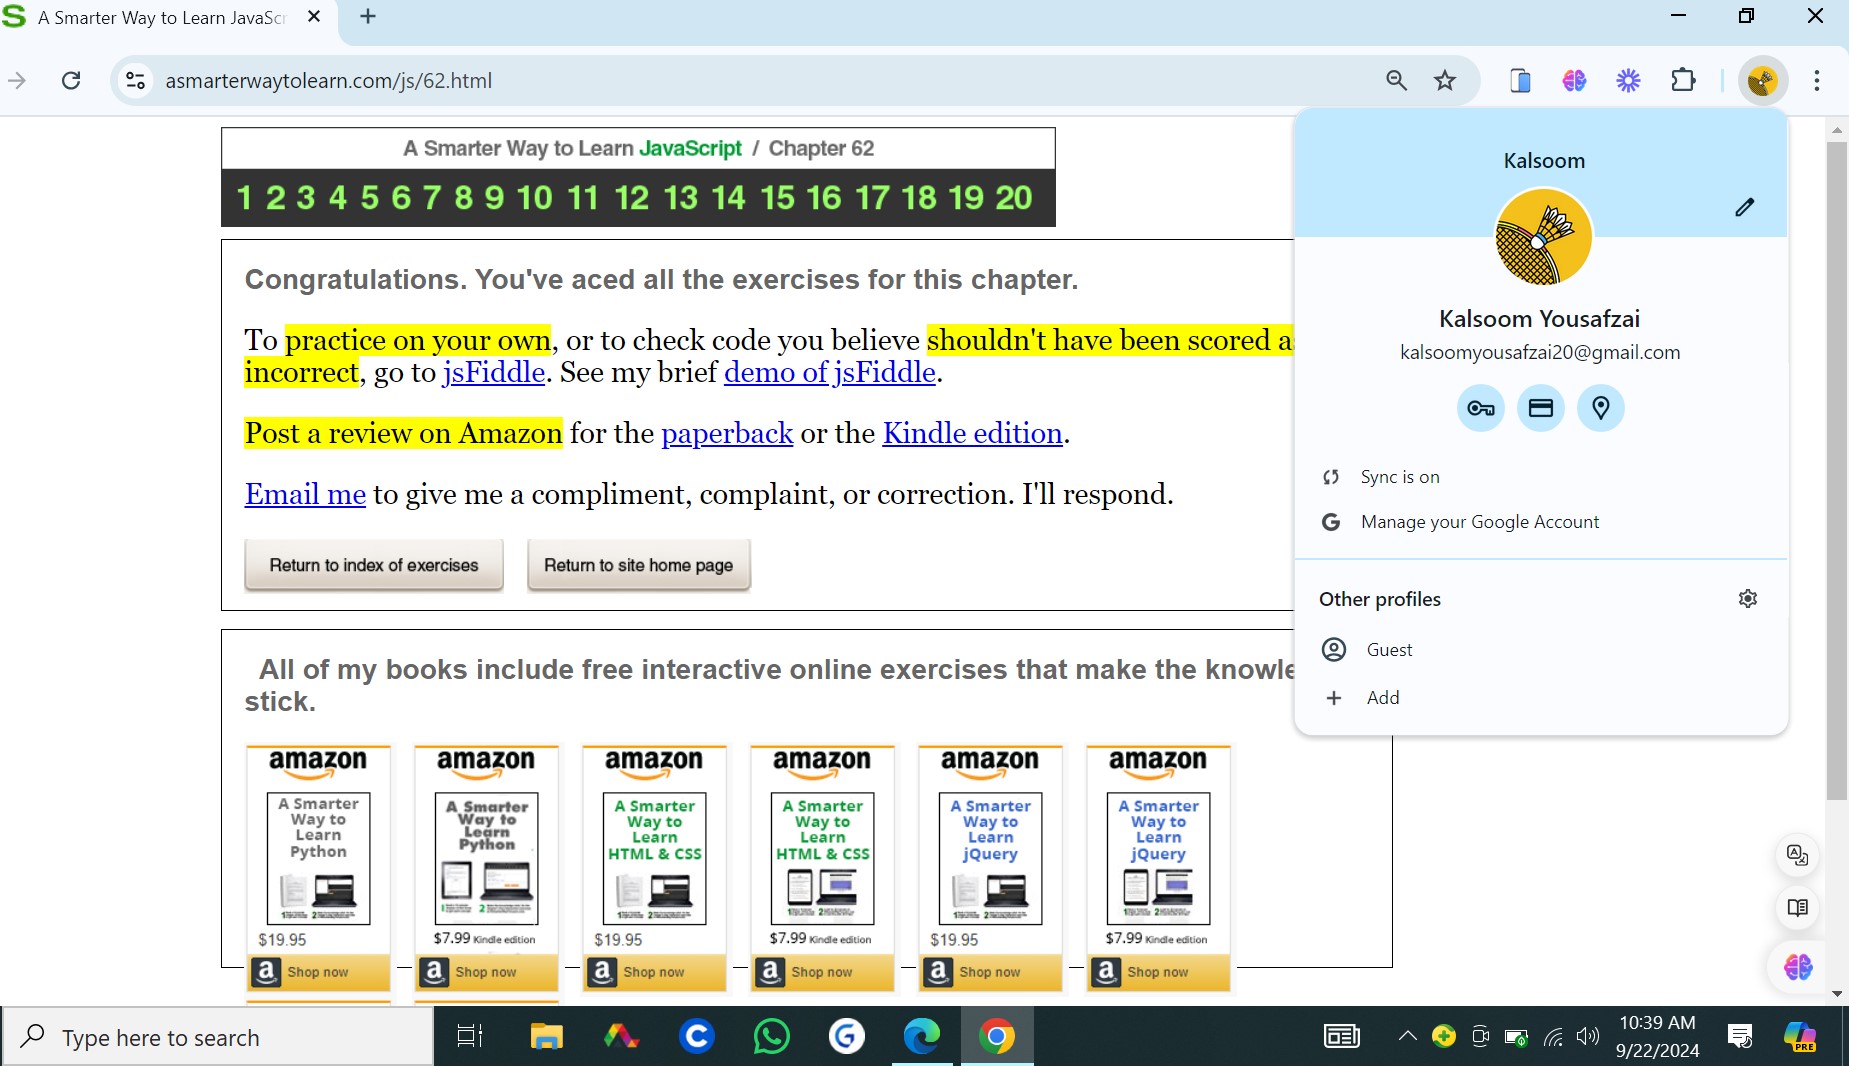 A Smarter Way to Learn JavaScr
asmarterwaytolearn.com/js/62.html
A Smarter Way to Learn JavaScript / Chapter 62
1 2 3 4 5 6 7 8 9 10 11 12 13 14 15 16 17 18 19 20
Congratulations. You've aced all the exercises for this chapter.
To practice on your own, or to check code you believe shouldn't have been scored as
incorrect, go to jsFiddle. See my brief demo of jsFiddle.
Post a review on Amazon for the paperback or the Kindle edition.
Email me to give me a compliment, complaint, or correction. I'll respond.
Return to index of exercises
Return to site home page
All of my books include free interactive online exercises that make the knowle
stick.
amazon
A Smarter
Way to
Learn
Python
$19.95
Shop now
amazon
A Smarter
Way to
Learn
Python
$7.99 Kindle edition
Shop now
amazon
A Smarter
Way to
Learn
HTML & CSS
$19.95
Shop now
amazon
A Smarter
Way to
Learn
HTML & CSS
$7.99 Kindle edition
Shop now
amazon
A Smarter
Way to
Learn
jQuery
$19.95
Shop now
amazon
A Smarter
Way to
Learn
jQuery
$7.99 Kindle edition
Shop now
Kalsoom
Kalsoom Yousafzai
kalsoomyousafzai20@gmail.com
Sync is on
Manage your Google Account
Other profiles
Guest
Add
Type here to search
10:39 AM
9/22/2024
PRE